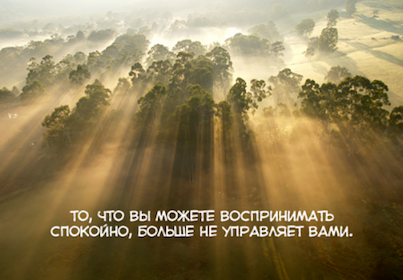 ТО, ЧТО ВЫ МОЖЕТЕ ВОСПРИНИМАТЬ
СПОКОЙНО, БОЛЬШЕ НЕ УПРАВЛЯЕТ ВАМИ.